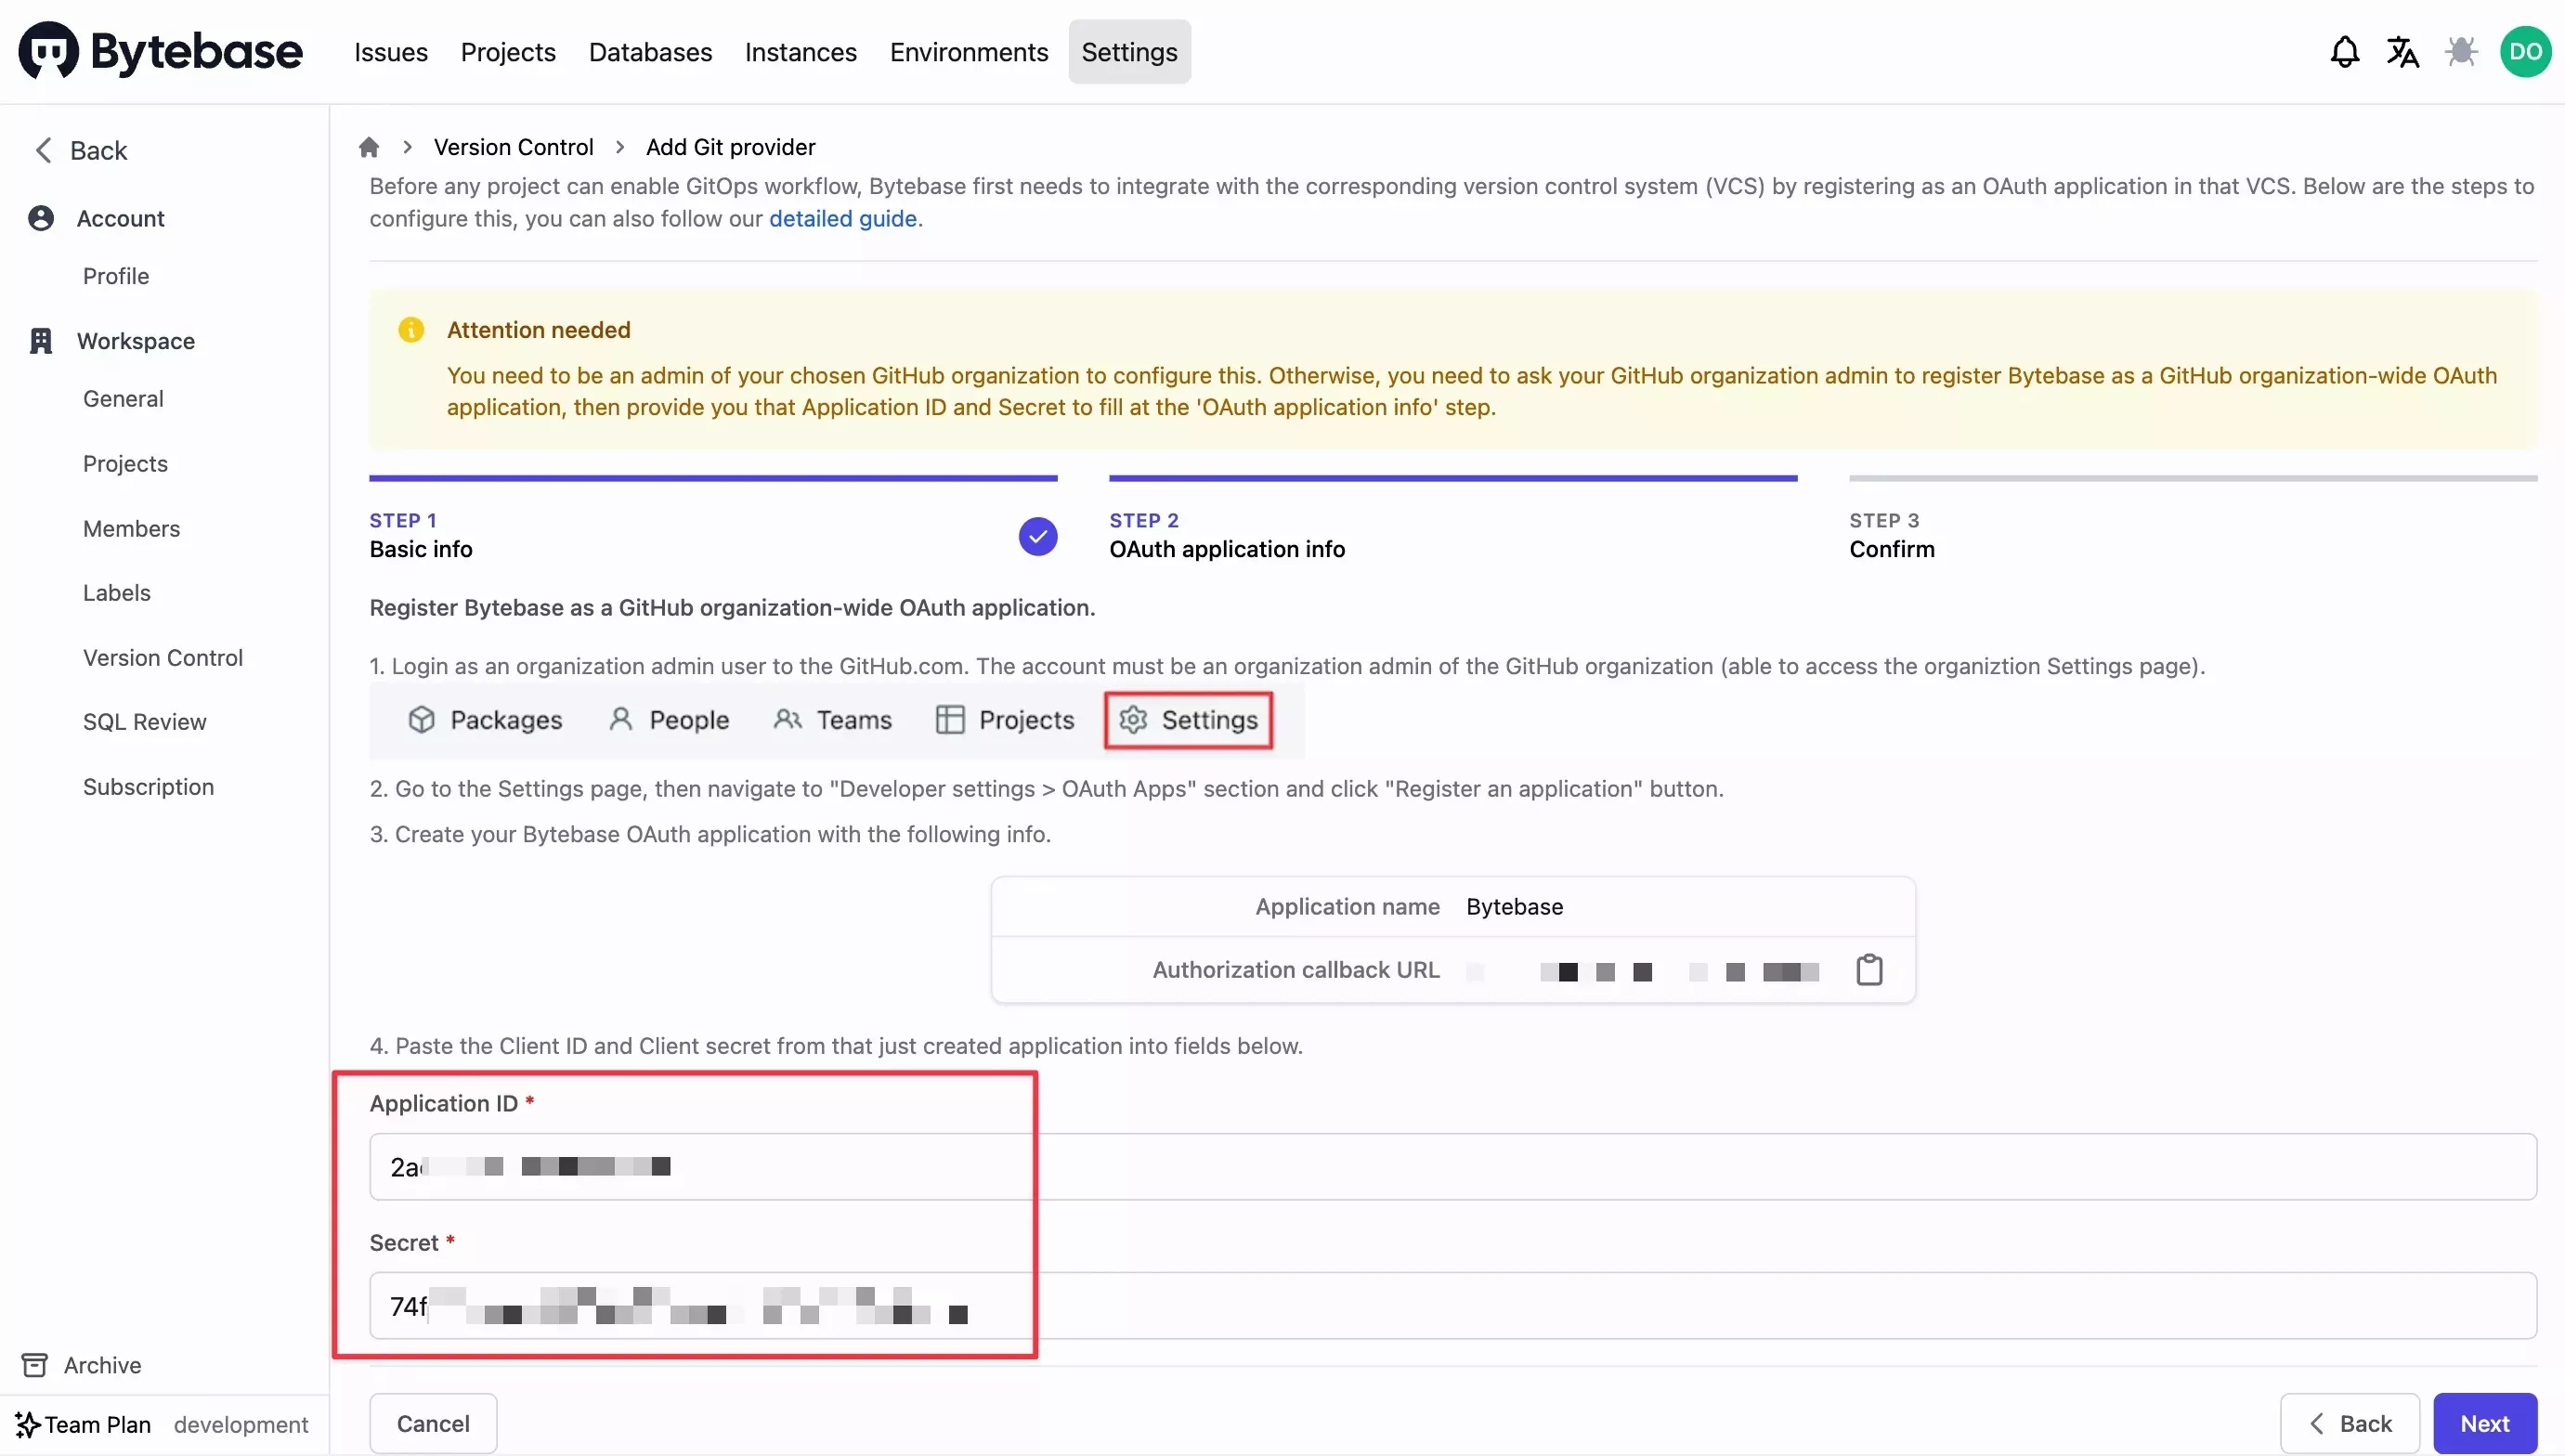 Bytebase
Issues
Projects
Databases
Instances
Environments
Settings
DO
Back
Account
Profile
Workspace
General
Projects
Members
Labels
Version Control
SQL Review
Subscription
Archive
Team Plan
development
Version Control
Add Git provider
Before any project can enable GitOps workflow, Bytebase first needs to integrate with the corresponding version control system (VCS) by registering as an OAuth application in that VCS. Below are the steps to
configure this, you can also follow our detailed guide.
Attention needed
You need to be an admin of your chosen GitHub organization to configure this. Otherwise, you need to ask your GitHub organization admin to register Bytebase as a GitHub organization-wide OAuth
application, then provide you that Application ID and Secret to fill at the 'OAuth application info' step.
STEP 1
Basic info
STEP 2
OAuth application info
STEP 3
Confirm
Register Bytebase as a GitHub organization-wide OAuth application.
1. Login as an organization admin user to the GitHub.com. The account must be an organization admin of the GitHub organization (able to access the organiztion Settings page).
Packages
People
Teams
Projects
Settings
2. Go to the Settings page, then navigate to "Developer settings > OAuth Apps" section and click "Register an application" button.
3. Create your Bytebase OAuth application with the following info.
Application name Bytebase
Authorization callback URL
4. Paste the Client ID and Client secret from that just created application into fields below.
Application ID *
Secret *
74f
Cancel
Back
Next